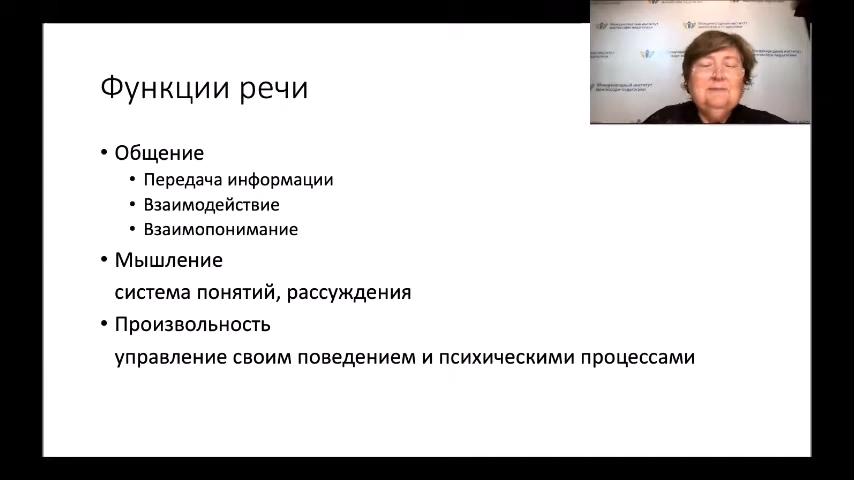 Функции речи
• Общение
• Передача информации
• Взаимодействие
• Взаимопонимание
• Мышление
система понятий, рассуждения
• Произвольность
управление своим поведением и психическими процессами